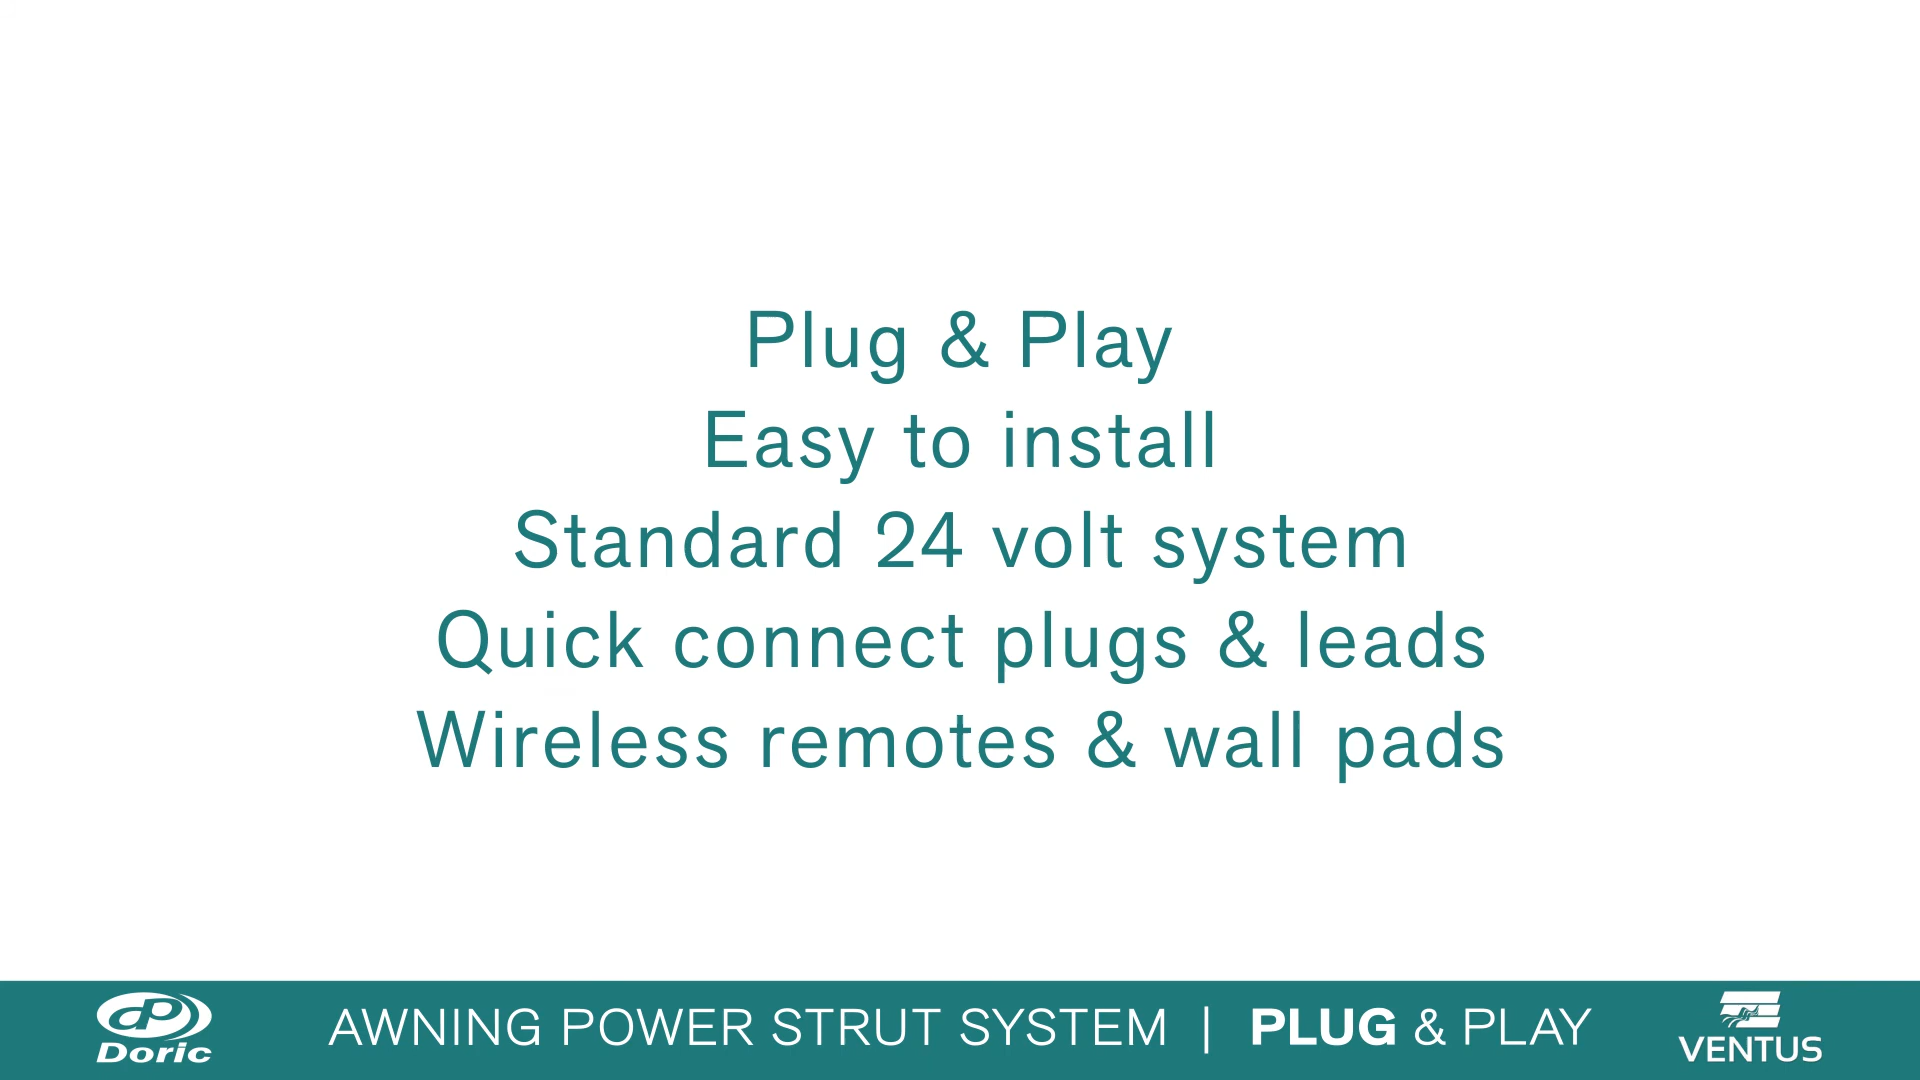 Plug & Play
Easy to install
Standard 24 volt system
Quick connect plugs & leads
Wireless remotes & wall pads
dP Doric
AWNING POWER STRUT SYSTEM | PLUG & PLAY
VENTUS